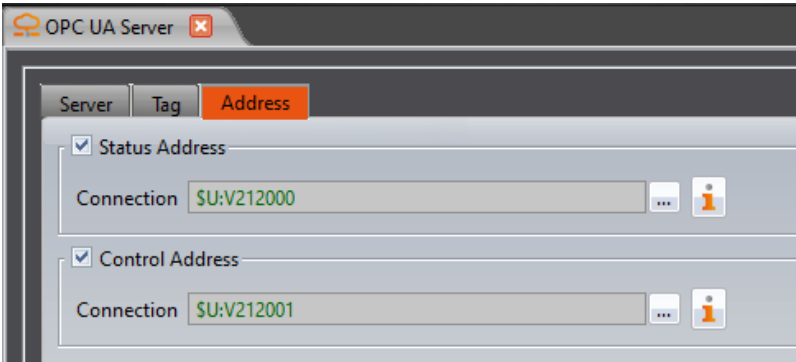 OPC UA Server
Server Tag Address
Status Address
Connection $U:V212000 ...
Control Address
Connection $U:V212001 ...